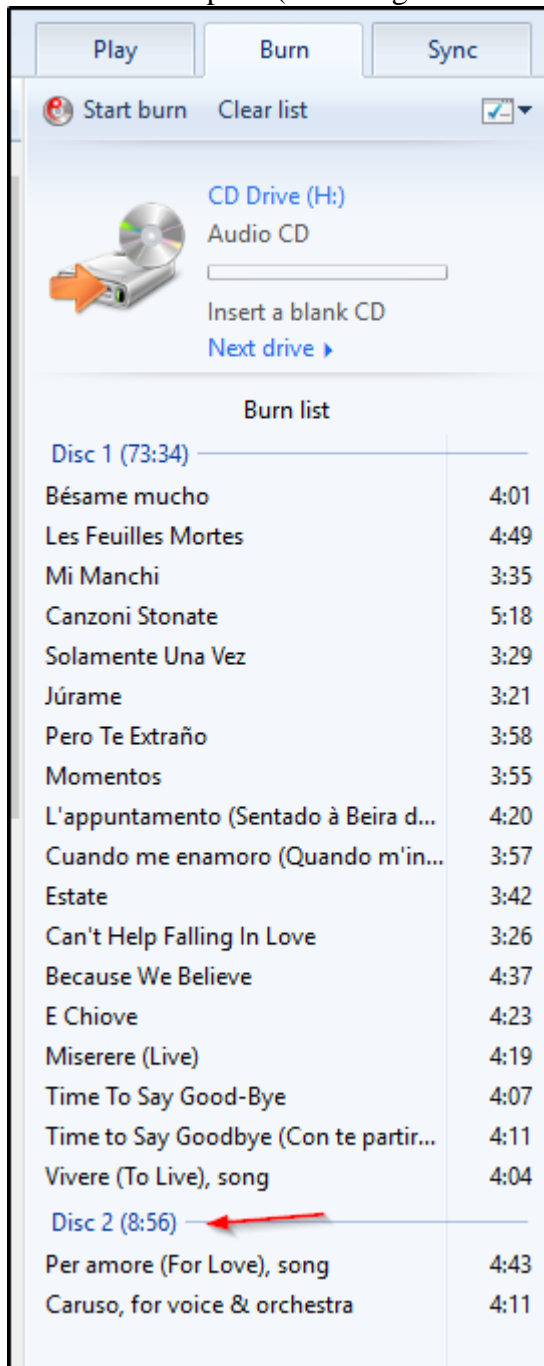 Play Burn Sync
Start burn Clear list
CD Drive (H:)
Audio CD
Insert a blank CD
Next drive
Burn list
Disc 1 (73:34)
Bésame mucho 4:01
Les Feuilles Mortes 4:49
Mi Manchi 3:35
Canzoni Stonate 5:18
Solamente Una Vez 3:29
Júrame 3:21
Pero Te Extraño 3:58
Momentos 3:55
L'appuntamento (Sentado à Beira d... 4:20
Cuando me enamoro (Quando m'in... 3:57
Estate 3:42
Can't Help Falling In Love 3:26
Because We Believe 4:37
E Chiove 4:23
Miserere (Live) 4:19
Time To Say Good-Bye 4:07
Time to Say Goodbye (Con te partir... 4:11
Vivere (To Live), song 4:04
Disc 2 (8:56)
Per amore (For Love), song 4:43
Caruso, for voice & orchestra 4:11